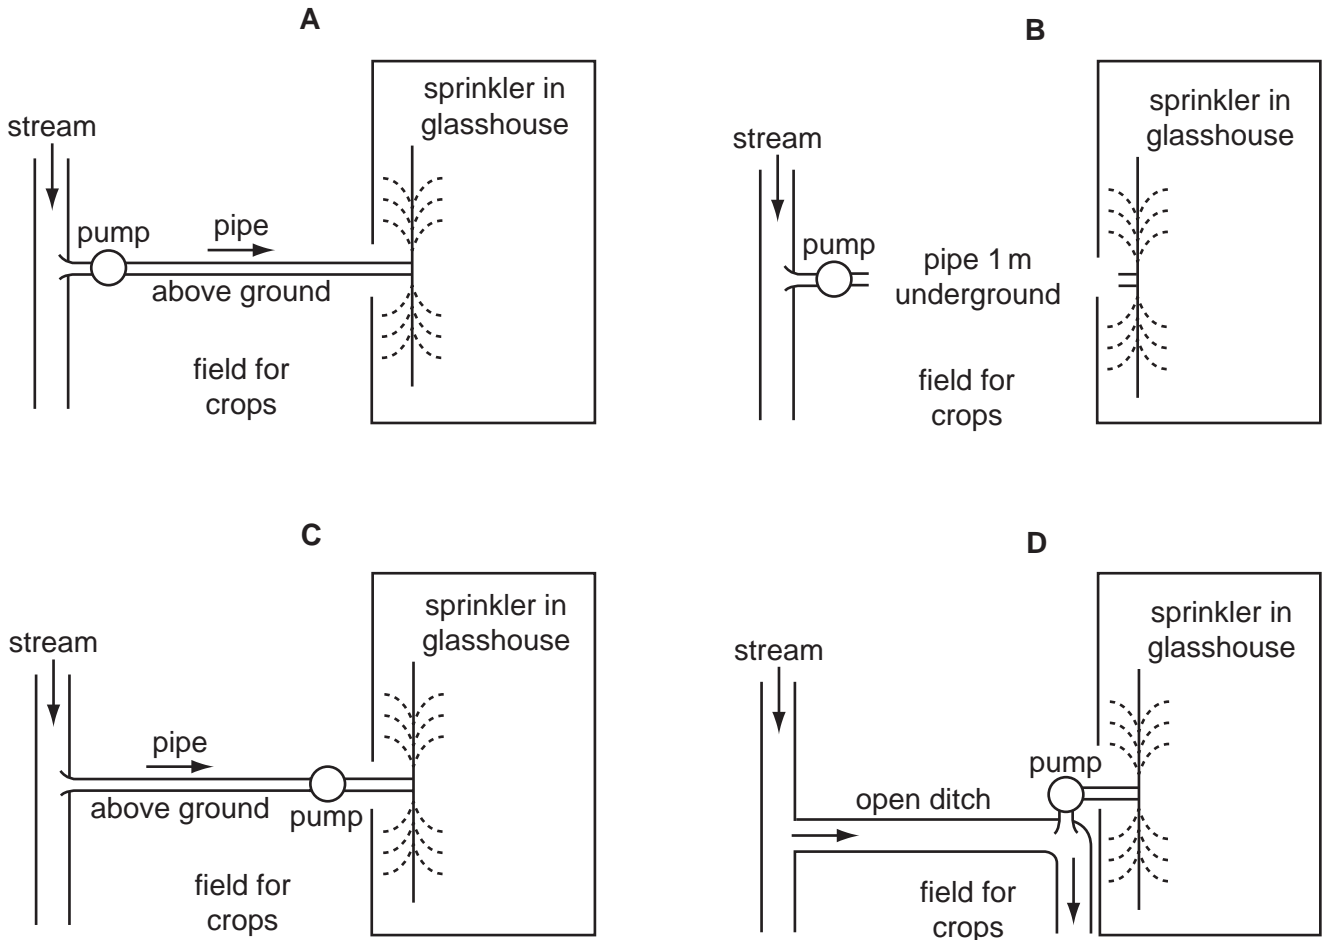 A
stream
pump
pipe
above ground
sprinkler in
glasshouse
field for
crops
B
stream
pump
pipe 1 m
underground
sprinkler in
glasshouse
field for
crops
C
stream
pipe
above ground
pump
sprinkler in
glasshouse
field for
crops
D
stream
open ditch
pump
sprinkler in
glasshouse
field for
crops